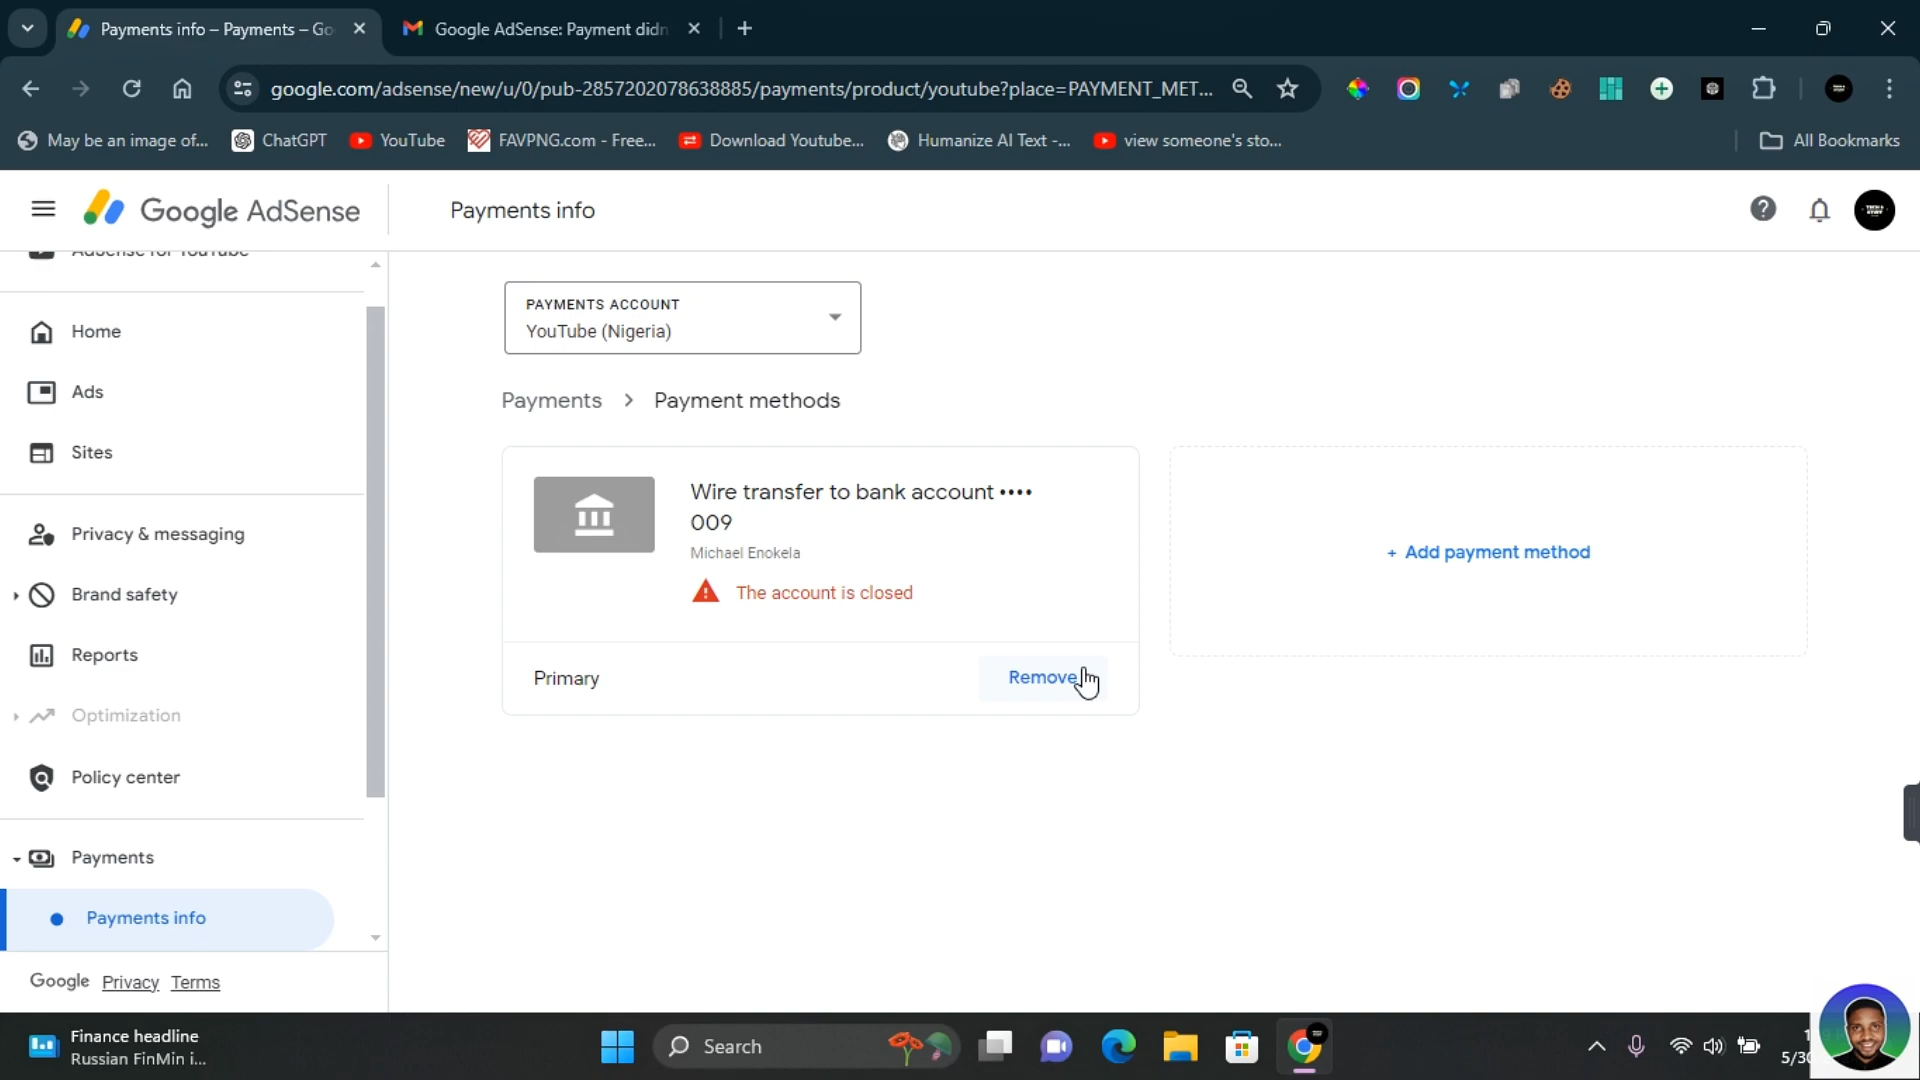 Payments info – Payments – Go
Google AdSense: Payment didn
google.com/adsense/new/u/0/pub-2857202078638885/payments/product/youtube?place=PAYMENT_MET...
May be an image of...
ChatGPT
YouTube
FAVPNG.com - Free...
Download Youtube...
Humanize AI Text -...
view someone's sto...
All Bookmarks
Google AdSense
Payments info
AdSense for YouTube
Home
Ads
Sites
Privacy & messaging
Brand safety
Reports
Optimization
Policy center
Payments
Payments info
Google Privacy Terms
PAYMENTS ACCOUNT
YouTube (Nigeria)
Payments > Payment methods
Wire transfer to bank account ••••
009
Michael Enokela
The account is closed
Primary
Remove
+ Add payment method
Finance headline
Russian FinMin i...
Search